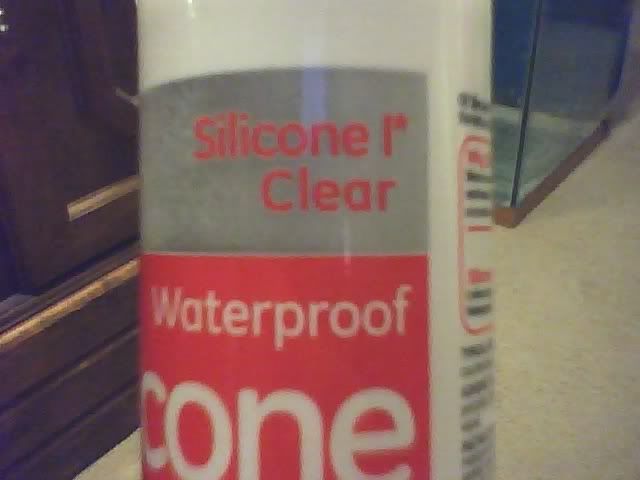 Silicone I*
Clear
Waterproof
cone